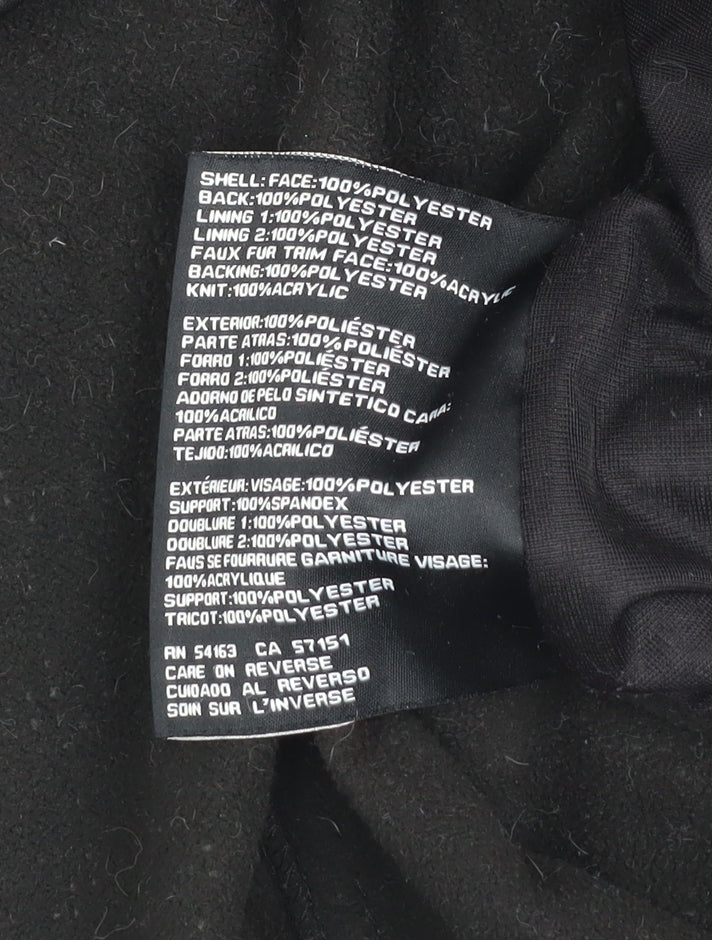 SHELL: FACE:100%POLYESTER
BACK:100%POLYESTER
LINING 1:100%POLYESTER
LINING 2:100%POLYESTER
FAUX FUR TRIM FACE:100%ACRYLIC
BACKING:100%POLYESTER
KNIT:100%ACRYLIC
EXTERIOR:100%POLIÉSTER
PARTE ATRAS:100%POLIÉSTER
FORRO 1:100%POLIÉSTER
FORRO 2:100%POLIÉSTER
ADORNO DE PELO SINTETICO CARA:
100%ACRILICO
PARTE ATRAS:100%POLIÉSTER
TEJIDO:100%ACRILICO
EXTÉRIEUR: VISAGE:100%POLYESTER
SUPPORT:100%SPANDEX
DOUBLURE 1:100%POLYESTER
DOUBLURE 2:100%POLYESTER
FAUSSE FOURRURE GARNITURE VISAGE:
100%ACRYLIQUE
SUPPORT:100%POLYESTER
TRICOT:100%POLYESTER
RN 54163 CA 57151
CARE ON REVERSE
CUIDADO AL REVERSO
SOIN SUR L'INVERSE